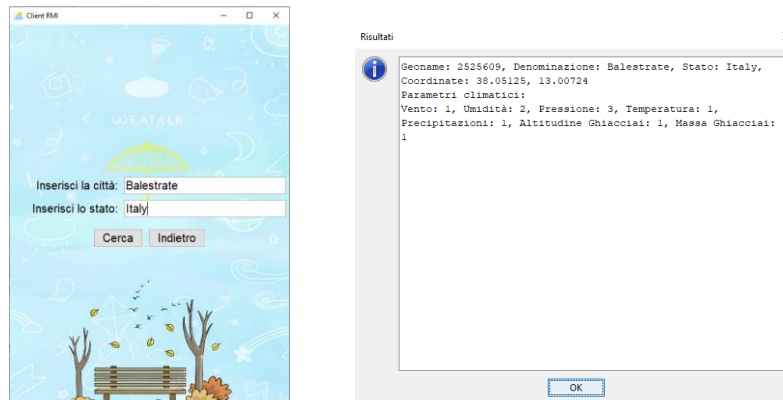 Client RMI
WEATHER
Inserisci la città: Balestrate
Inserisci lo stato: Italy
Cerca Indietro
Risultati
Geoname: 2525609, Denominazione: Balestrate, Stato: Italy,
Coordinate: 38.05125, 13.00724
Parametri climatici:
Vento: 1, Umidità: 2, Pressione: 3, Temperatura: 1,
Precipitazioni: 1, Altitudine Ghiacciai: 1, Massa Ghiacciai:
1
OK